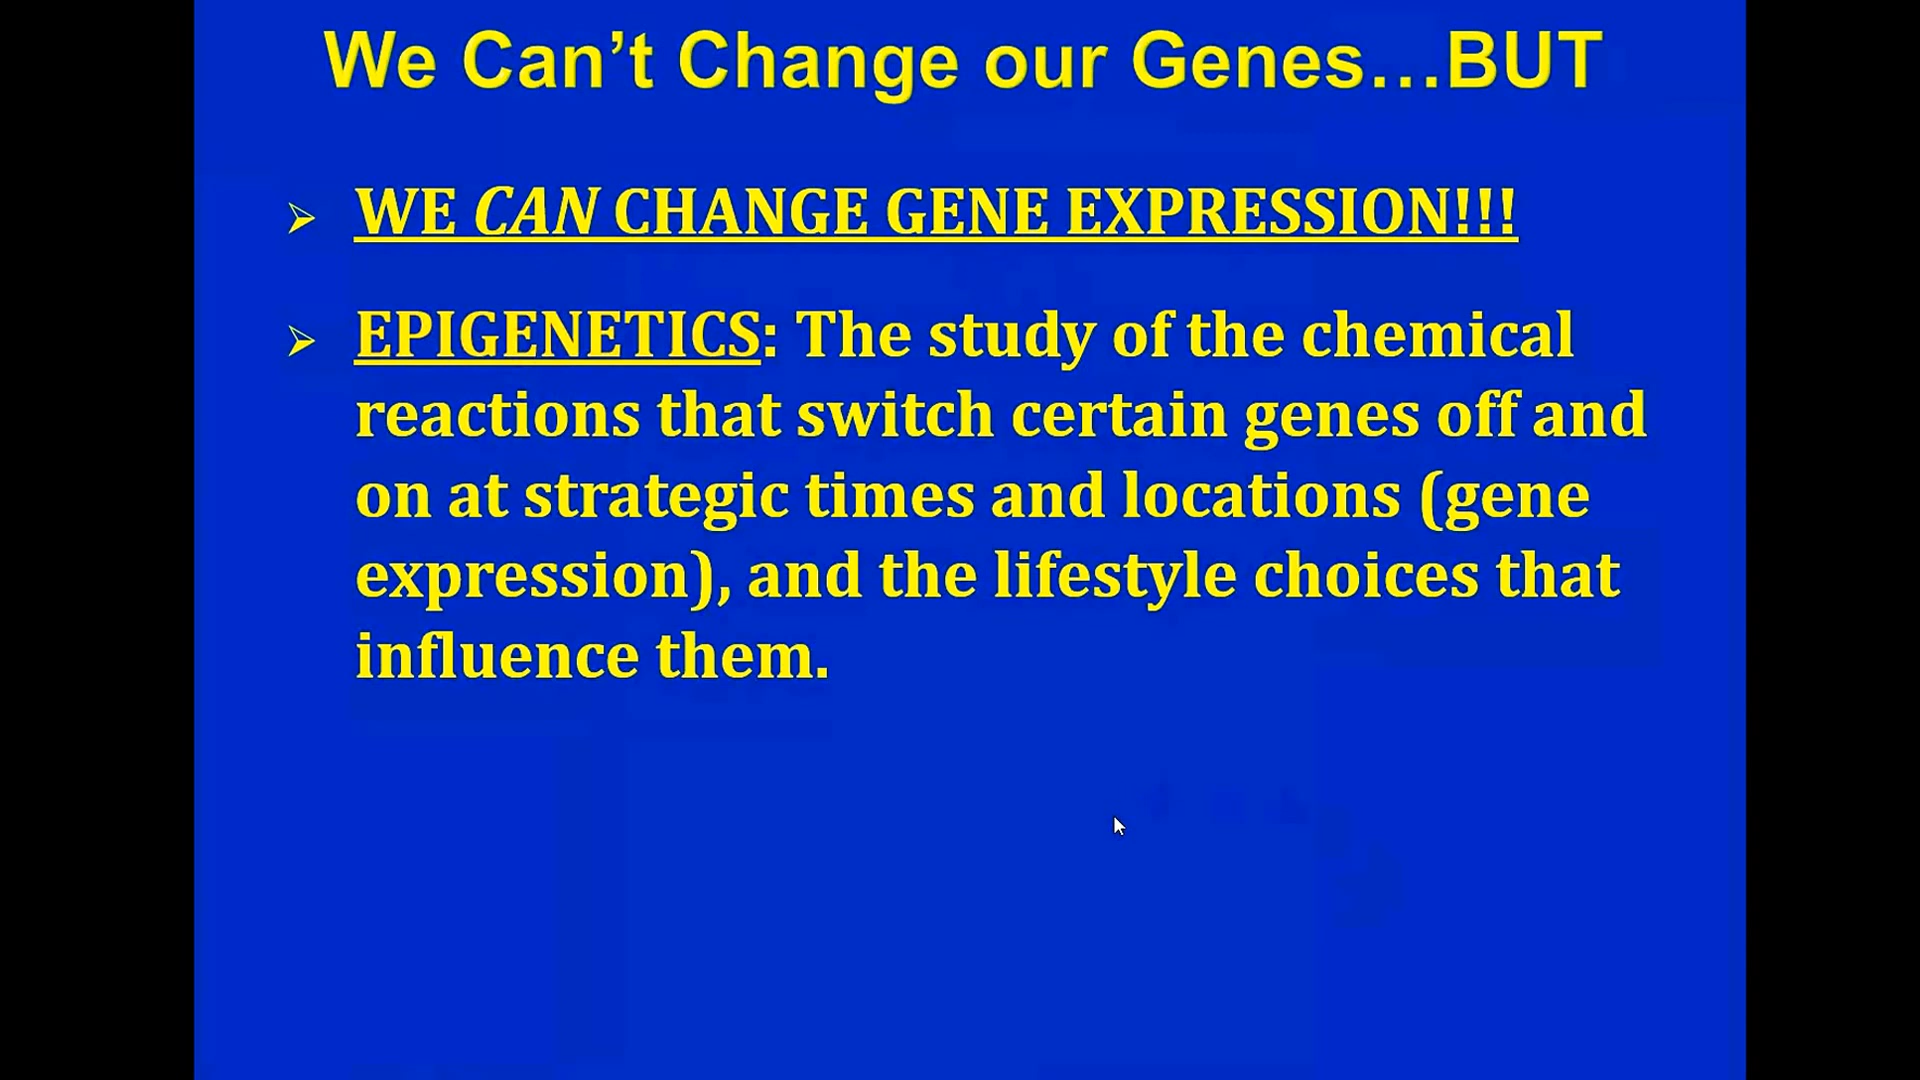 We Can’t Change our Genes…BUT
➢ WE CAN CHANGE GENE EXPRESSION!!!
➢ EPIGENETICS: The study of the chemical
reactions that switch certain genes off and
on at strategic times and locations (gene
expression), and the lifestyle choices that
influence them.